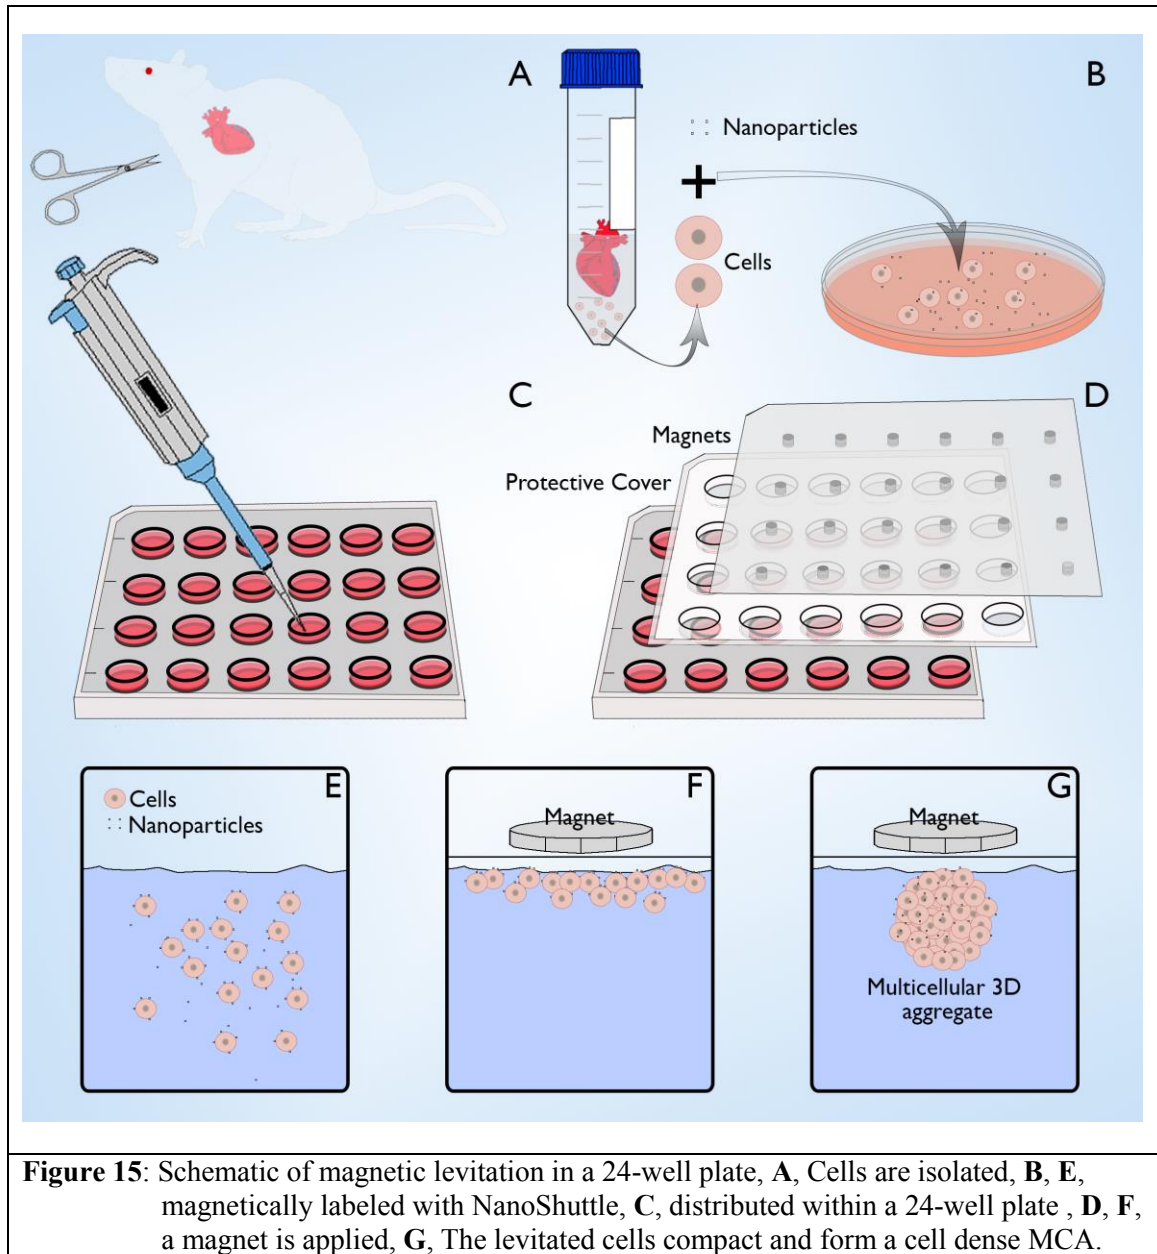 A
B
Nanoparticles
Cells
C
D
Magnets
Protective Cover
E
Cells
Nanoparticles
F
Magnet
G
Magnet
Multicellular 3D
aggregate
Figure 15: Schematic of magnetic levitation in a 24-well plate, A, Cells are isolated, B, E,
magnetically labeled with NanoShuttle, C, distributed within a 24-well plate , D, F,
a magnet is applied, G, The levitated cells compact and form a cell dense MCA.